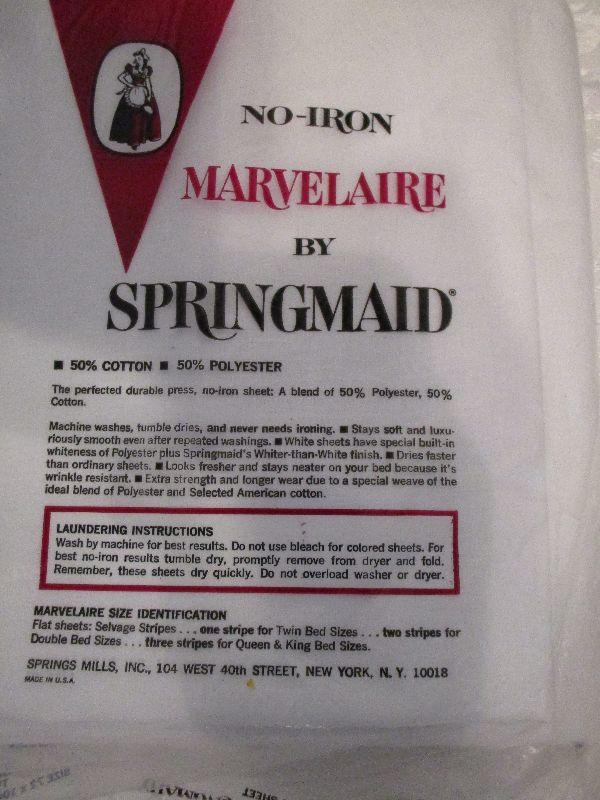 NO-IRON
MARVELAIRE
BY
SPRINGMAID®
■ 50% COTTON ■ 50% POLYESTER
The perfected durable press, no-iron sheet: A blend of 50% Polyester, 50%
Cotton.
Machine washes, tumble dries, and never needs ironing. ■ Stays soft and luxu-
riously smooth even after repeated washings. ■ White sheets have special built-in
whiteness of Polyester plus Springmaid's Whiter-than-White finish. ■ Dries faster
than ordinary sheets. ■ Looks fresher and stays neater on your bed because it's
wrinkle resistant. ■ Extra strength and longer wear due to a special weave of the
ideal blend of Polyester and Selected American cotton.
LAUNDERING INSTRUCTIONS
Wash by machine for best results. Do not use bleach for colored sheets. For
best no-iron results tumble dry, promptly remove from dryer and fold.
Remember, these sheets dry quickly. Do not overload washer or dryer.
MARVELAIRE SIZE IDENTIFICATION
Flat sheets: Selvage Stripes . . . one stripe for Twin Bed Sizes . . . two stripes for
Double Bed Sizes . . . three stripes for Queen & King Bed Sizes.
SPRINGS MILLS, INC., 104 WEST 40th STREET, NEW YORK, N. Y. 10018
MADE IN U.S.A.
SIZE 72 x
SHEET